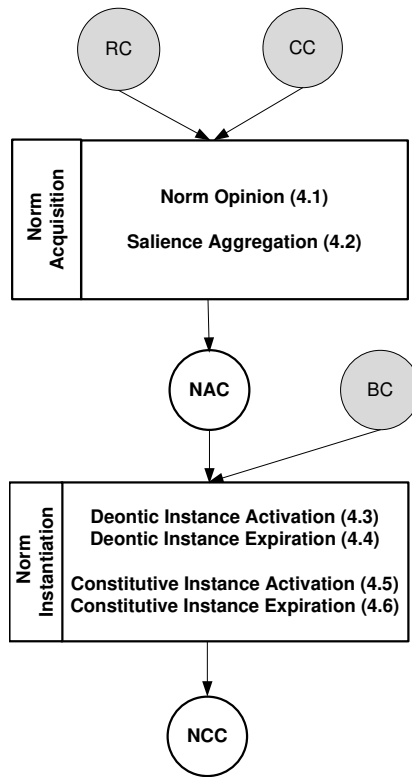 RC
CC
Norm
Acquisition
Norm Opinion (4.1)
Salience Aggregation (4.2)
NAC
BC
Norm
Instantiation
Deontic Instance Activation (4.3)
Deontic Instance Expiration (4.4)
Constitutive Instance Activation (4.5)
Constitutive Instance Expiration (4.6)
NCC